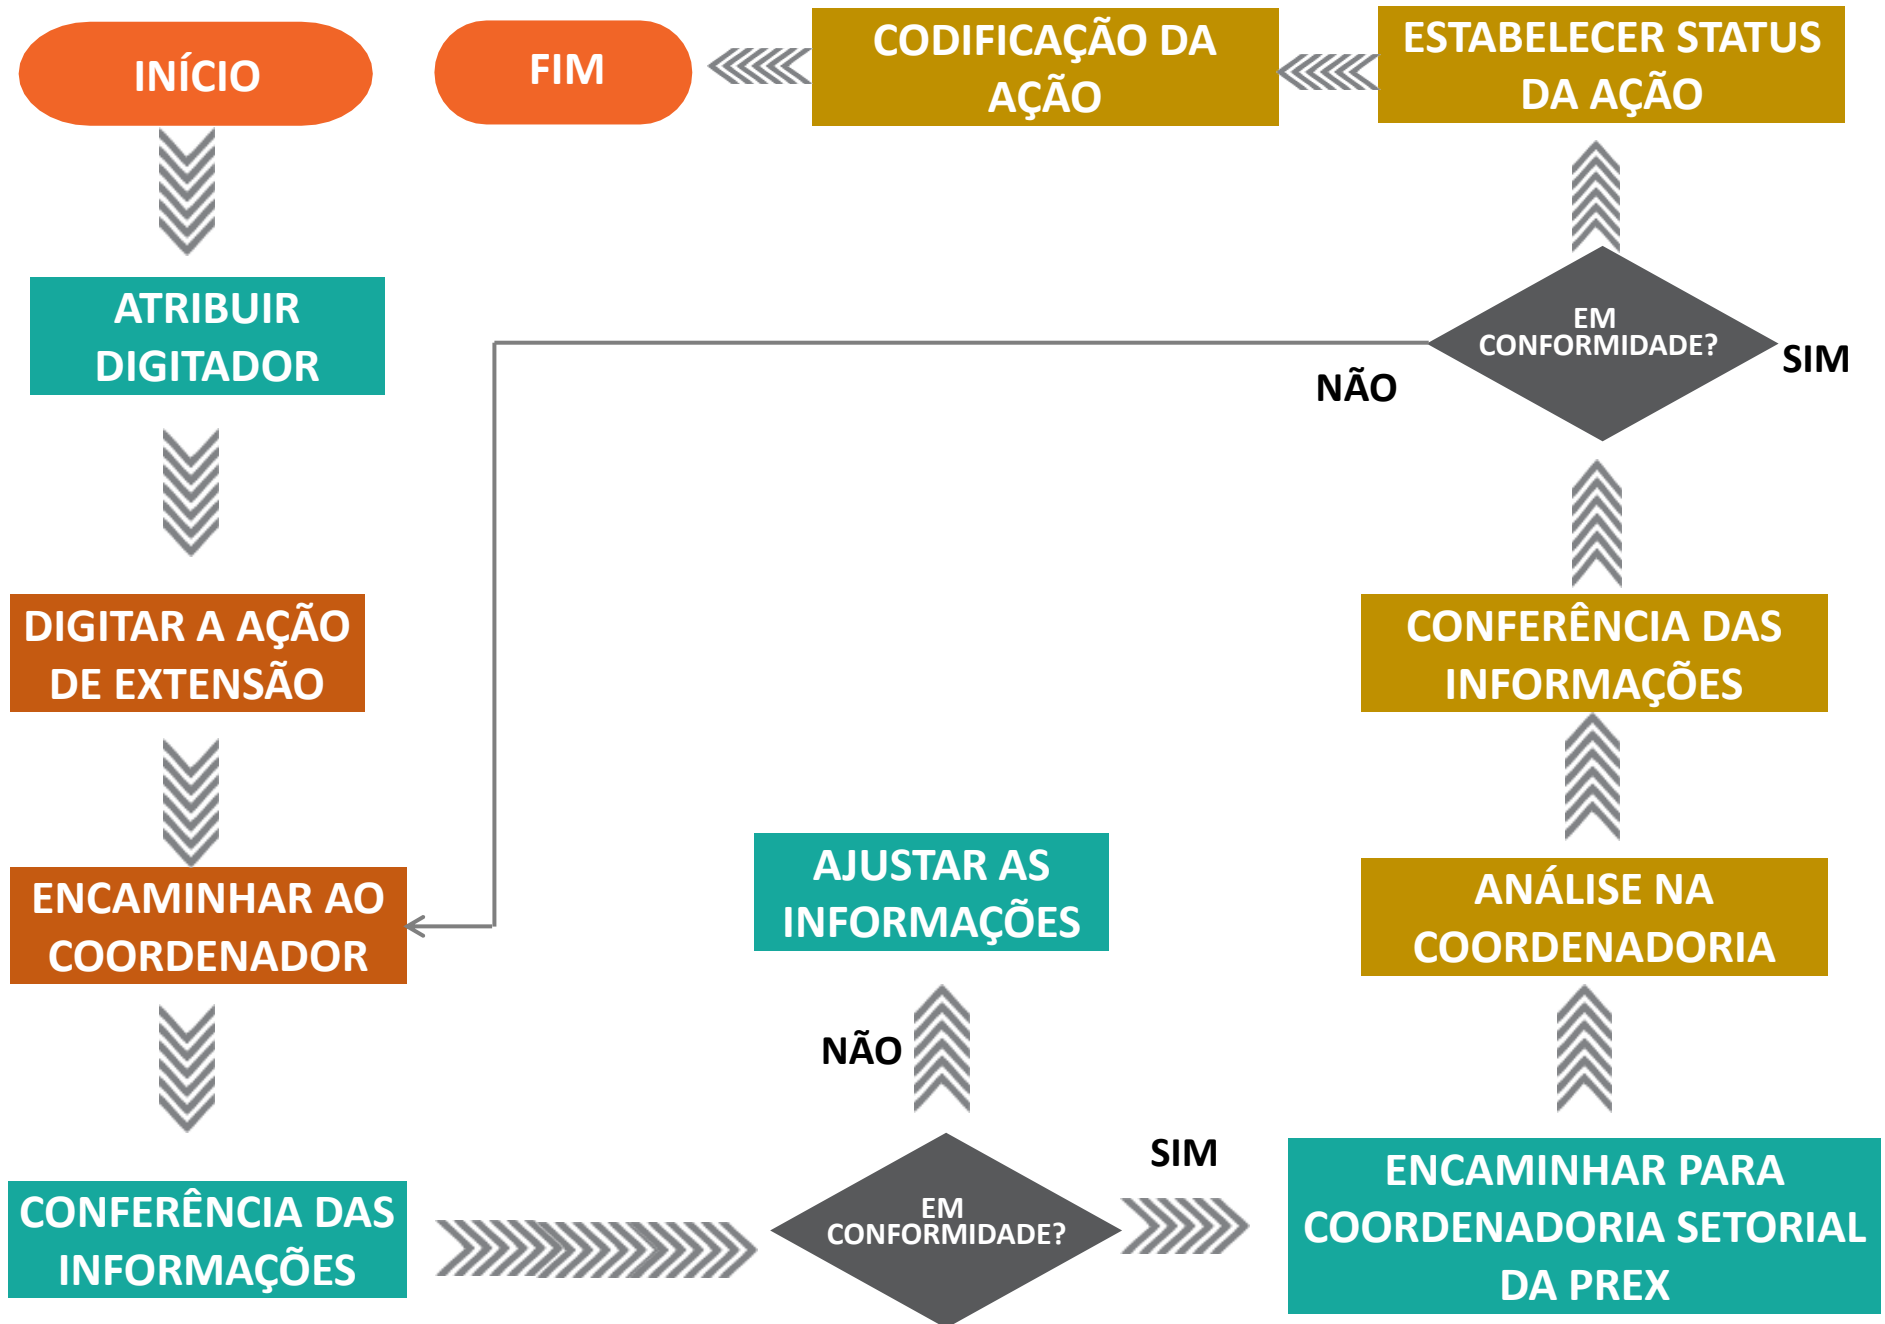 INÍCIO
FIM
CODIFICAÇÃO DA
AÇÃO
ESTABELECER STATUS
DA AÇÃO
ATRIBUIR
DIGITADOR
EM
CONFORMIDADE?
SIM
NÃO
DIGITAR A AÇÃO
DE EXTENSÃO
CONFERÊNCIA DAS
INFORMAÇÕES
ENCAMINHAR AO
COORDENADOR
AJUSTAR AS
INFORMAÇÕES
ANÁLISE NA
COORDENADORIA
NÃO
SIM
CONFERÊNCIA DAS
INFORMAÇÕES
EM
CONFORMIDADE?
ENCAMINHAR PARA
COORDENADORIA SETORIAL
DA PREX